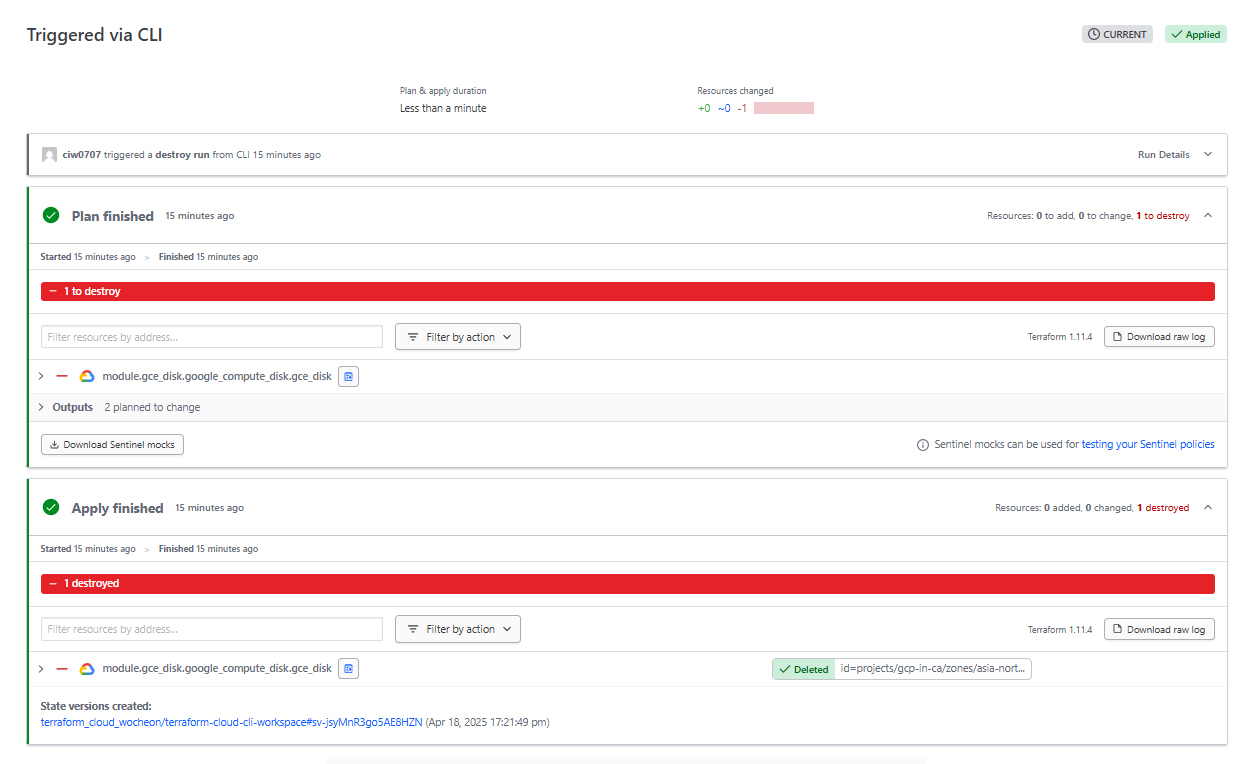 Triggered via CLI
CURRENT
Applied
Plan & apply duration
Resources changed
Less than a minute
+0 ~0 -1
ciw0707 triggered a destroy run from CLI 15 minutes ago
Run Details
Plan finished 15 minutes ago
Resources: 0 to add, 0 to change, 1 to destroy
Started 15 minutes ago > Finished 15 minutes ago
− 1 to destroy
Filter resources by address...
Filter by action
Terraform 1.11.4
Download raw log
module.gce_disk.google_compute_disk.gce_disk
Outputs 2 planned to change
Download Sentinel mocks
Sentinel mocks can be used for testing your Sentinel policies
Apply finished 15 minutes ago
Resources: 0 added, 0 changed, 1 destroyed
Started 15 minutes ago > Finished 15 minutes ago
− 1 destroyed
Filter resources by address...
Filter by action
Terraform 1.11.4
Download raw log
module.gce_disk.google_compute_disk.gce_disk
Deleted
id=projects/gcp-in-ca/zones/asia-nort...
State versions created:
terraform_cloud_wocheon/terraform-cloud-cli-workspace#sv-jsyMnR3go5AE8HZN (Apr 18, 2025 17:21:49 pm)